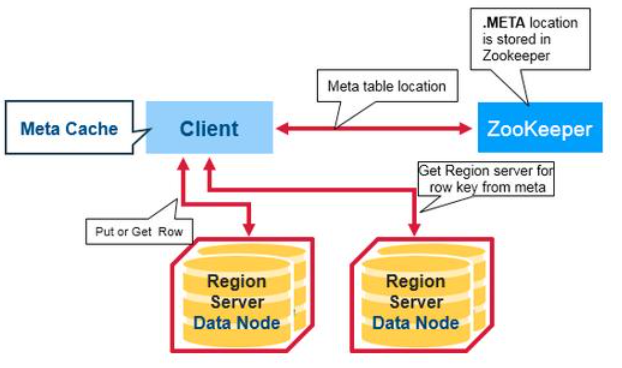 .META location
is stored in
Zookeeper
Meta table location
Meta Cache
Client
ZooKeeper
Get Region server for
row key from meta
Put or Get Row
Region
Server
Data Node
Region
Server
Data Node